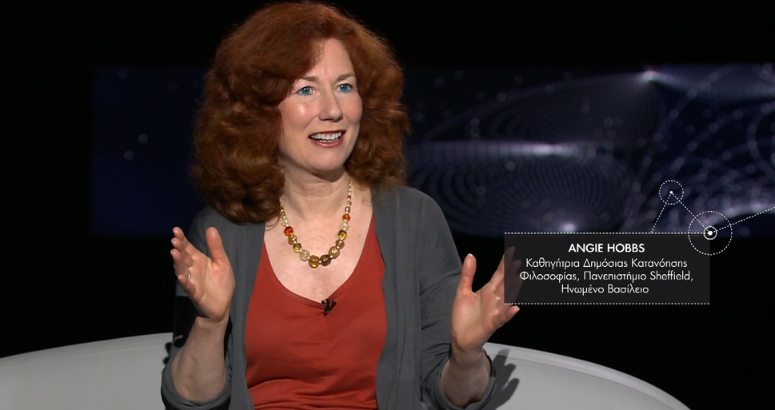 ANGIE HOBBS
Καθηγήτρια Δημόσιας Κατανόησης
Φιλοσοφίας, Πανεπιστήμιο Sheffield,
Ηνωμένο Βασίλειο